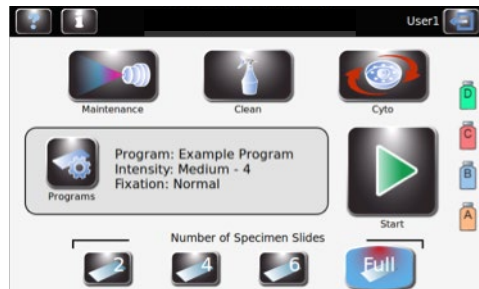 ? i User1
Maintenance Clean Cyto
D
C
B
A
Program: Example Program
Intensity: Medium - 4
Fixation: Normal
Programs
Start
Number of Specimen Slides
2 4 6 Full